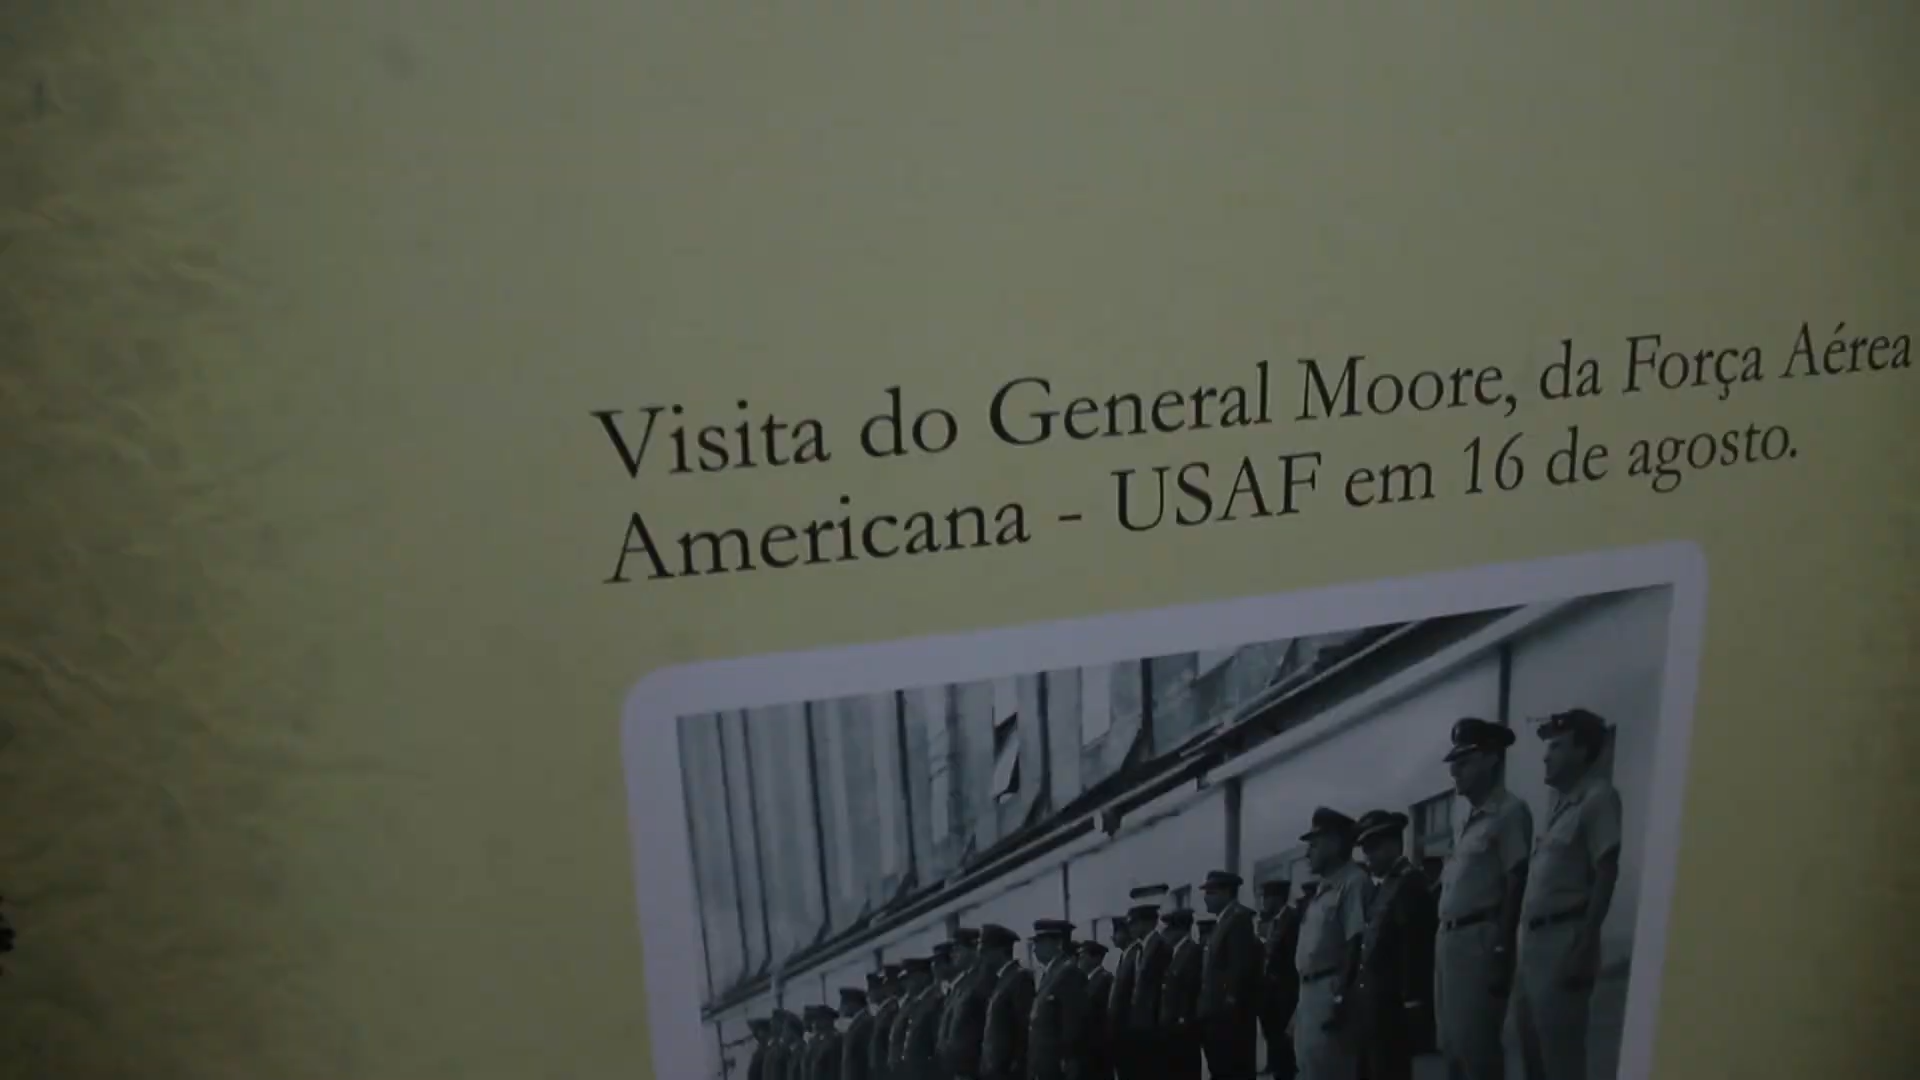 Visita do General Moore, da Força Aérea
Americana - USAF em 16 de agosto.